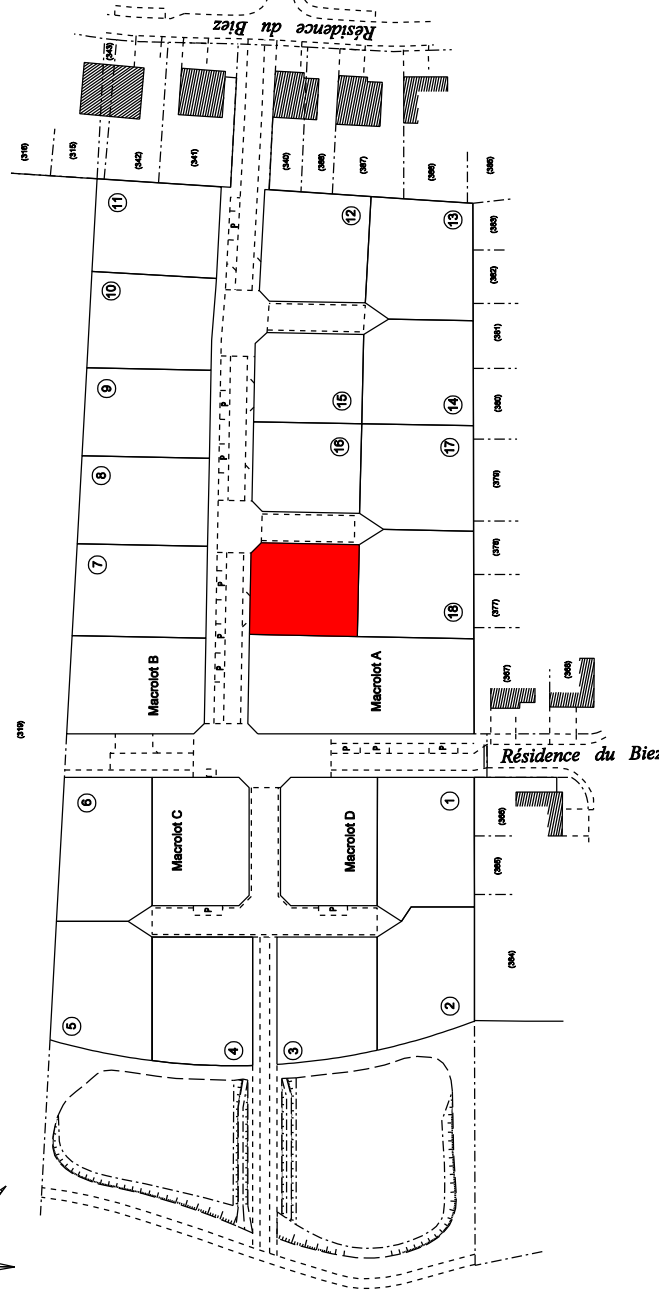 Résidence du Biez
(343)
(316)
(315)
(342)
(341)
(340)
(386)
(387)
(388)
(385)
11
12
13
(383)
P
10
(382)
(381)
9
15
14
(380)
P
8
16
17
(379)
P
7
(378)
P
18
(377)
P
Macrolot B
Macrolot A
(367)
(368)
(319)
P
P
P
Résidence du Biez
6
Macrolot C
Macrolot D
1
(366)
(365)
P
P
5
4
3
2
(364)